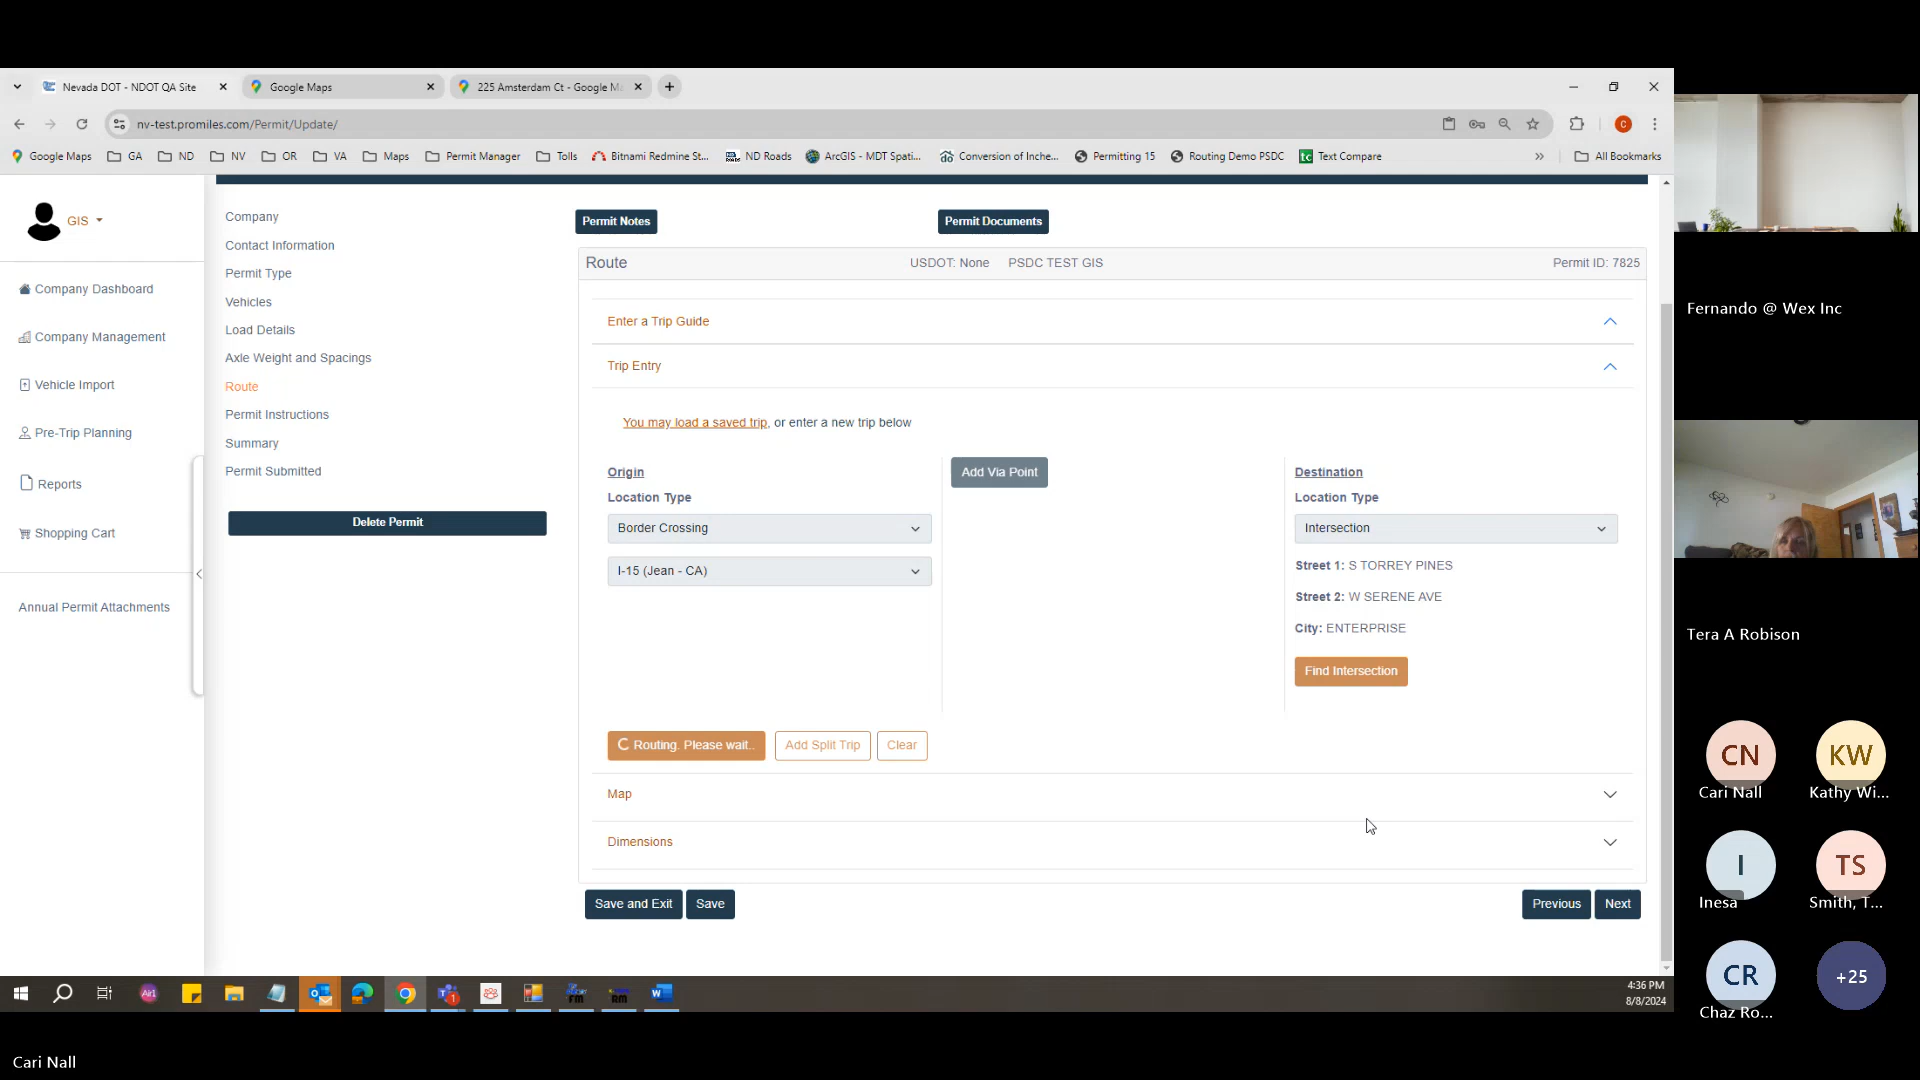 Nevada DOT - NDOT QA Site
Google Maps
225 Amsterdam Ct - Google M
nv-test.promiles.com/Permit/Update/
C
Google Maps
GA
ND
NV
OR
VA
Maps
Permit Manager
Tolls
Bitnami Redmine St...
ND Roads
ArcGIS - MDT Spati...
Conversion of Inche...
Permitting 15
Routing Demo PSDC
tc Text Compare
»
All Bookmarks
GIS
Company Dashboard
Company Management
Vehicle Import
Pre-Trip Planning
Reports
Shopping Cart
Annual Permit Attachments
Company
Contact Information
Permit Type
Vehicles
Load Details
Axle Weight and Spacings
Route
Permit Instructions
Summary
Permit Submitted
Delete Permit
Permit Notes
Permit Documents
Route USDOT: None PSDC TEST GIS Permit ID: 7825
Enter a Trip Guide
Trip Entry
You may load a saved trip, or enter a new trip below
Origin
Location Type
Border Crossing
I-15 (Jean - CA)
Add Via Point
Destination
Location Type
Intersection
Street 1: S TORREY PINES
Street 2: W SERENE AVE
City: ENTERPRISE
Find Intersection
Routing. Please wait..
Add Split Trip
Clear
Map
Dimensions
Save and Exit
Save
Previous
Next
4:36 PM
8/8/2024
Fernando @ Wex Inc
Tera A Robison
CN
Cari Nall
KW
Kathy Wi...
I
Inesa
TS
Smith, T...
CR
Chaz Ro...
+25
Cari Nall